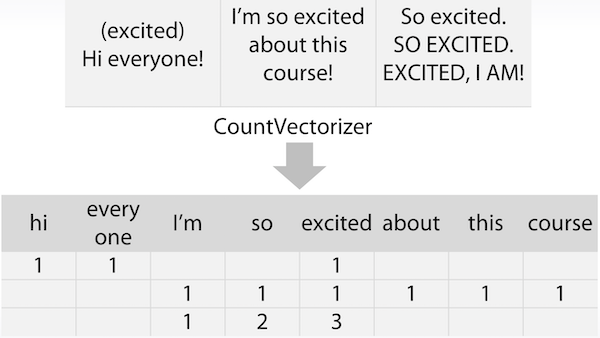 (excited)
Hi everyone!
I'm so excited
about this
course!
So excited.
SO EXCITED.
EXCITED, I AM!
CountVectorizer
hi every one I'm so excited about this course
1 1 1
1 1 1 1 1 1
1 2 3